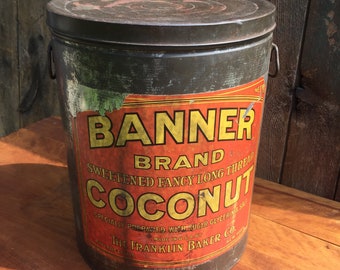 BANNER
BRAND
SWEETENED FANCY LONG THREAD
COCONUT
THE FRANKLIN BAKER CO.